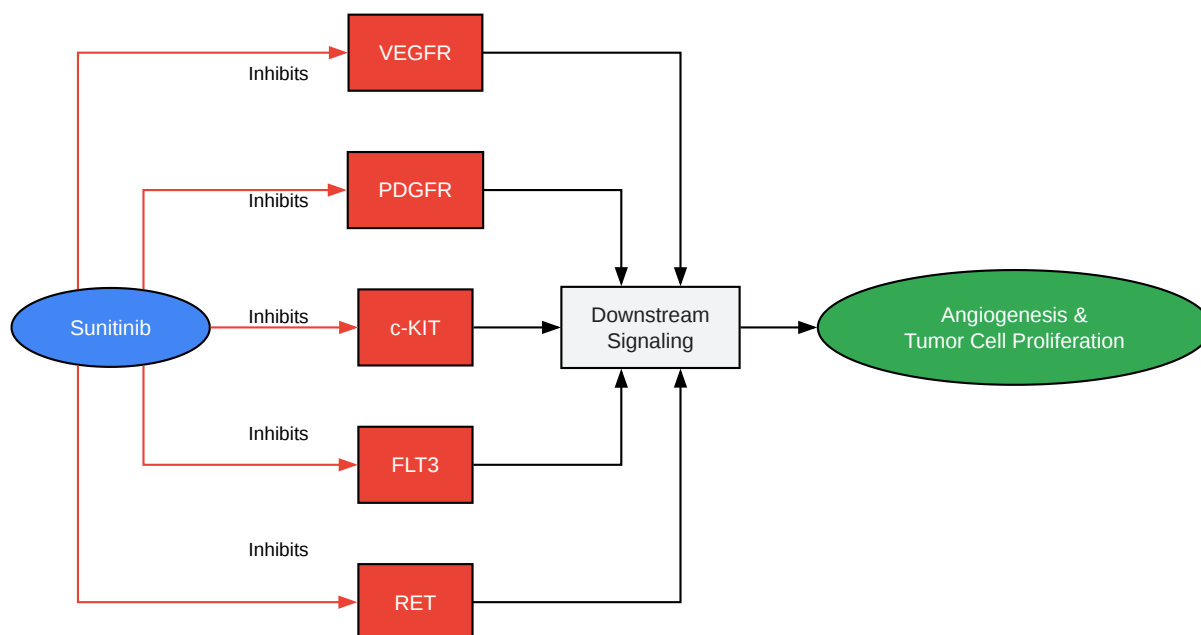 VEGFR
Inhibits
PDGFR
Inhibits
Sunitinib
Inhibits
c-KIT
Downstream
Signaling
Angiogenesis &
Tumor Cell Proliferation
Inhibits
FLT3
Inhibits
RET